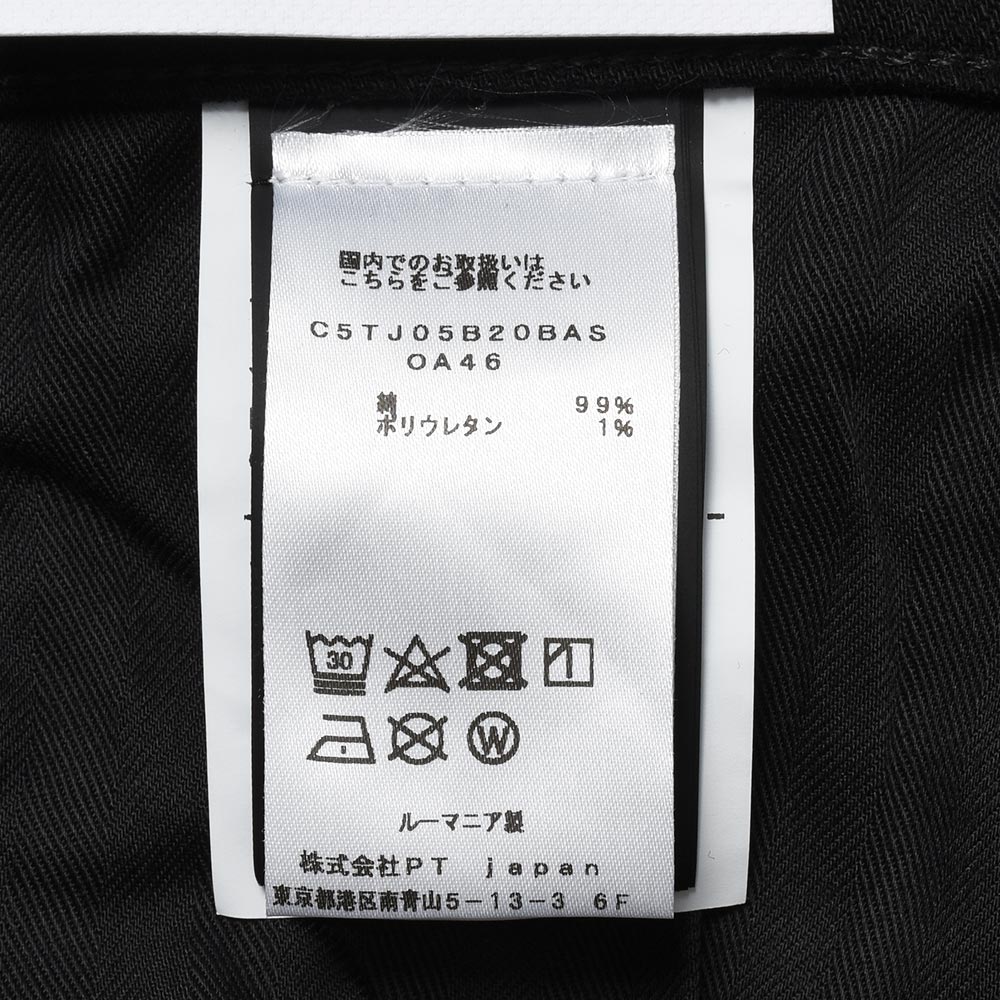 国内でのお取扱いは
こちらをご参照ください
C5TJ05B20BAS
OA46
綿 99%
ポリウレタン 1%
30
W
ルーマニア製
株式会社PT japan
東京都港区南青山5-13-3 6F